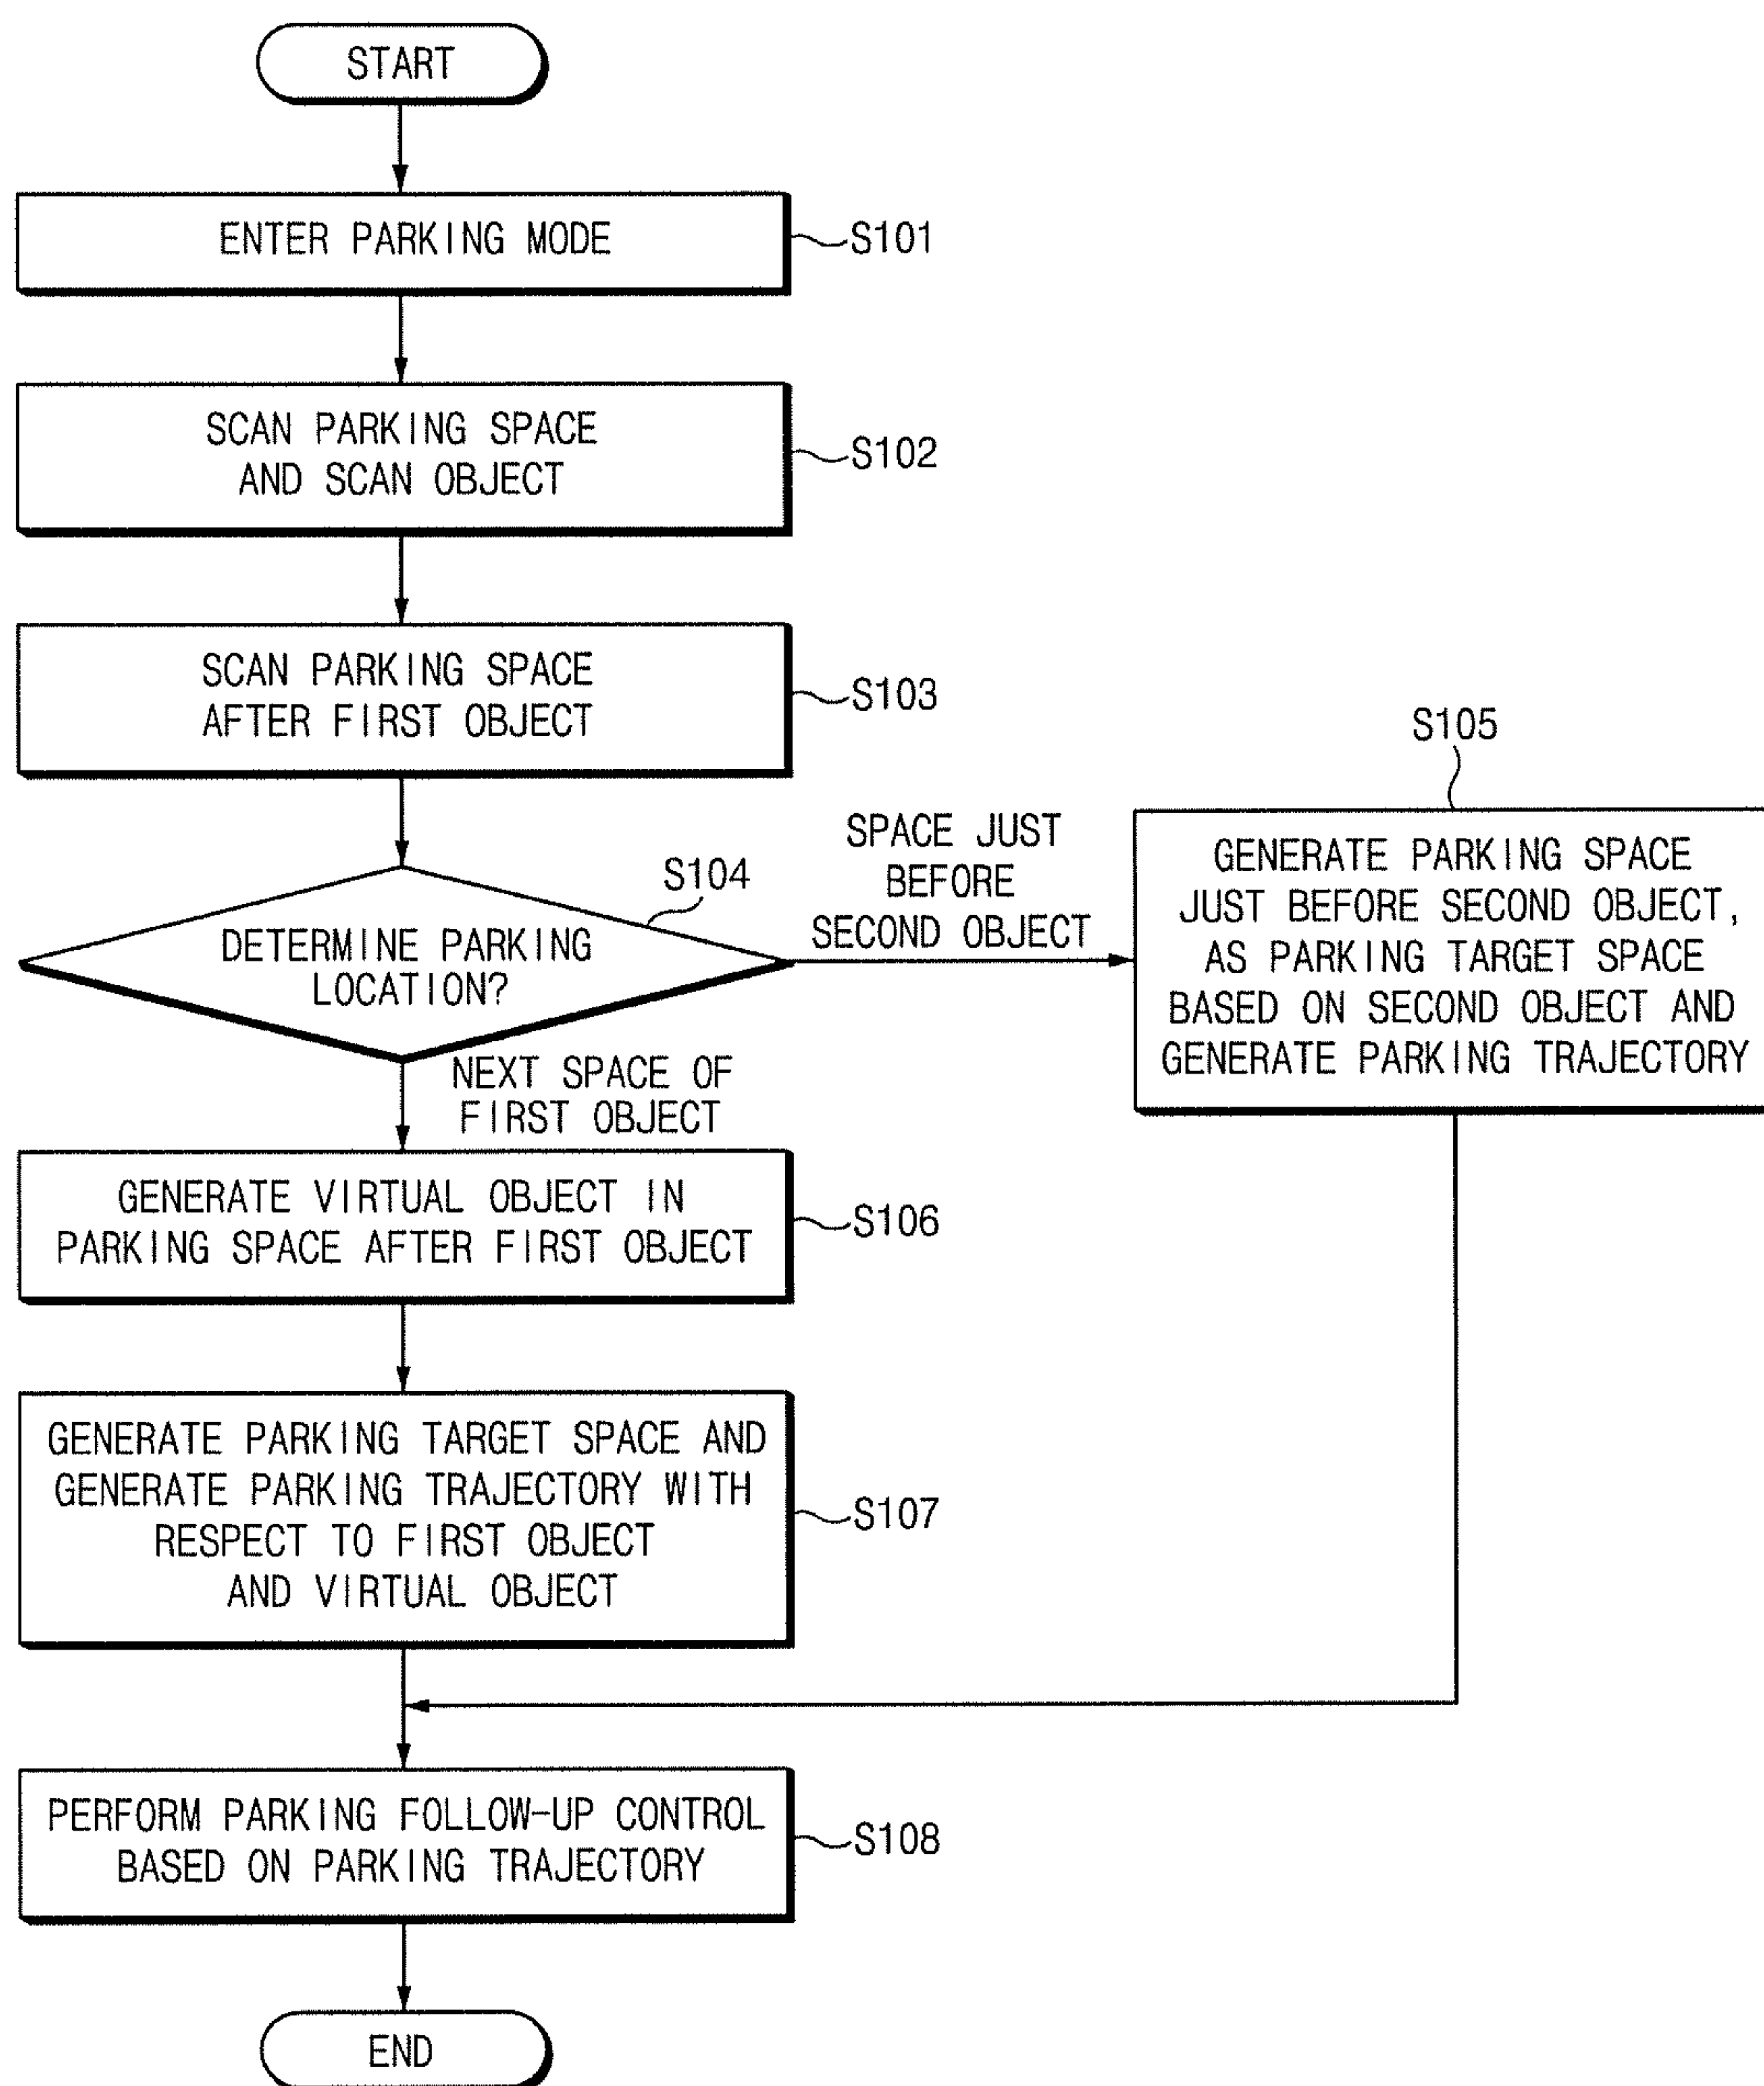 START
ENTER PARKING MODE
S101
SCAN PARKING SPACE
AND SCAN OBJECT
S102
SCAN PARKING SPACE
AFTER FIRST OBJECT
S103
DETERMINE PARKING
LOCATION?
S104
SPACE JUST
BEFORE
SECOND OBJECT
S105
GENERATE PARKING SPACE
JUST BEFORE SECOND OBJECT,
AS PARKING TARGET SPACE
BASED ON SECOND OBJECT AND
GENERATE PARKING TRAJECTORY
NEXT SPACE OF
FIRST OBJECT
GENERATE VIRTUAL OBJECT IN
PARKING SPACE AFTER FIRST OBJECT
S106
GENERATE PARKING TARGET SPACE AND
GENERATE PARKING TRAJECTORY WITH
RESPECT TO FIRST OBJECT
AND VIRTUAL OBJECT
S107
PERFORM PARKING FOLLOW-UP CONTROL
BASED ON PARKING TRAJECTORY
S108
END